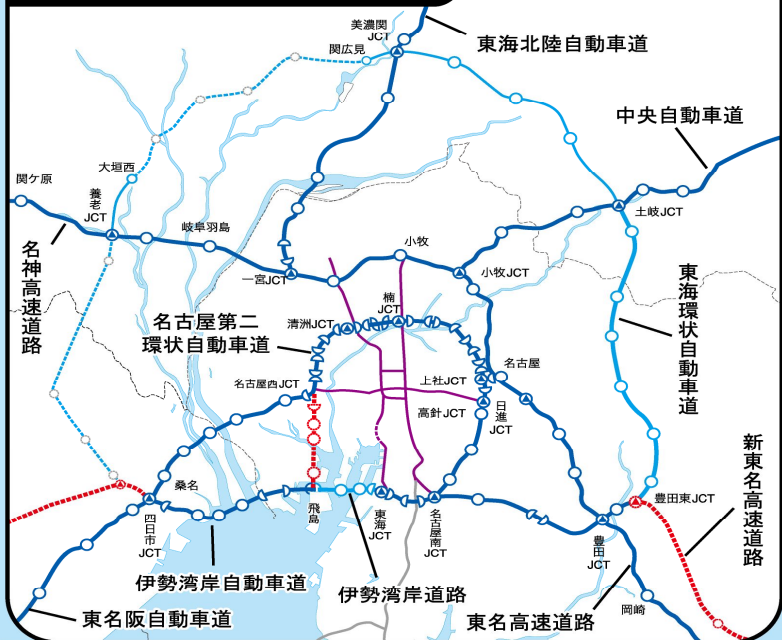 美濃関
JCT
関広見
東海北陸自動車道
中央自動車道
大垣西
関ケ原
養老
JCT
岐阜羽島
小牧
土岐JCT
一宮JCT
小牧JCT
名神高速道路
楠
JCT
東海環状自動車道
名古屋第二
環状自動車道
清洲JCT
名古屋
名古屋西JCT
上社JCT
高針JCT
日進
JCT
新東名高速道路
桑名
豊田東JCT
四日市
JCT
飛島
東海
JCT
名古屋南
JCT
豊田
JCT
伊勢湾岸自動車道
伊勢湾岸道路
東名阪自動車道
東名高速道路
岡崎